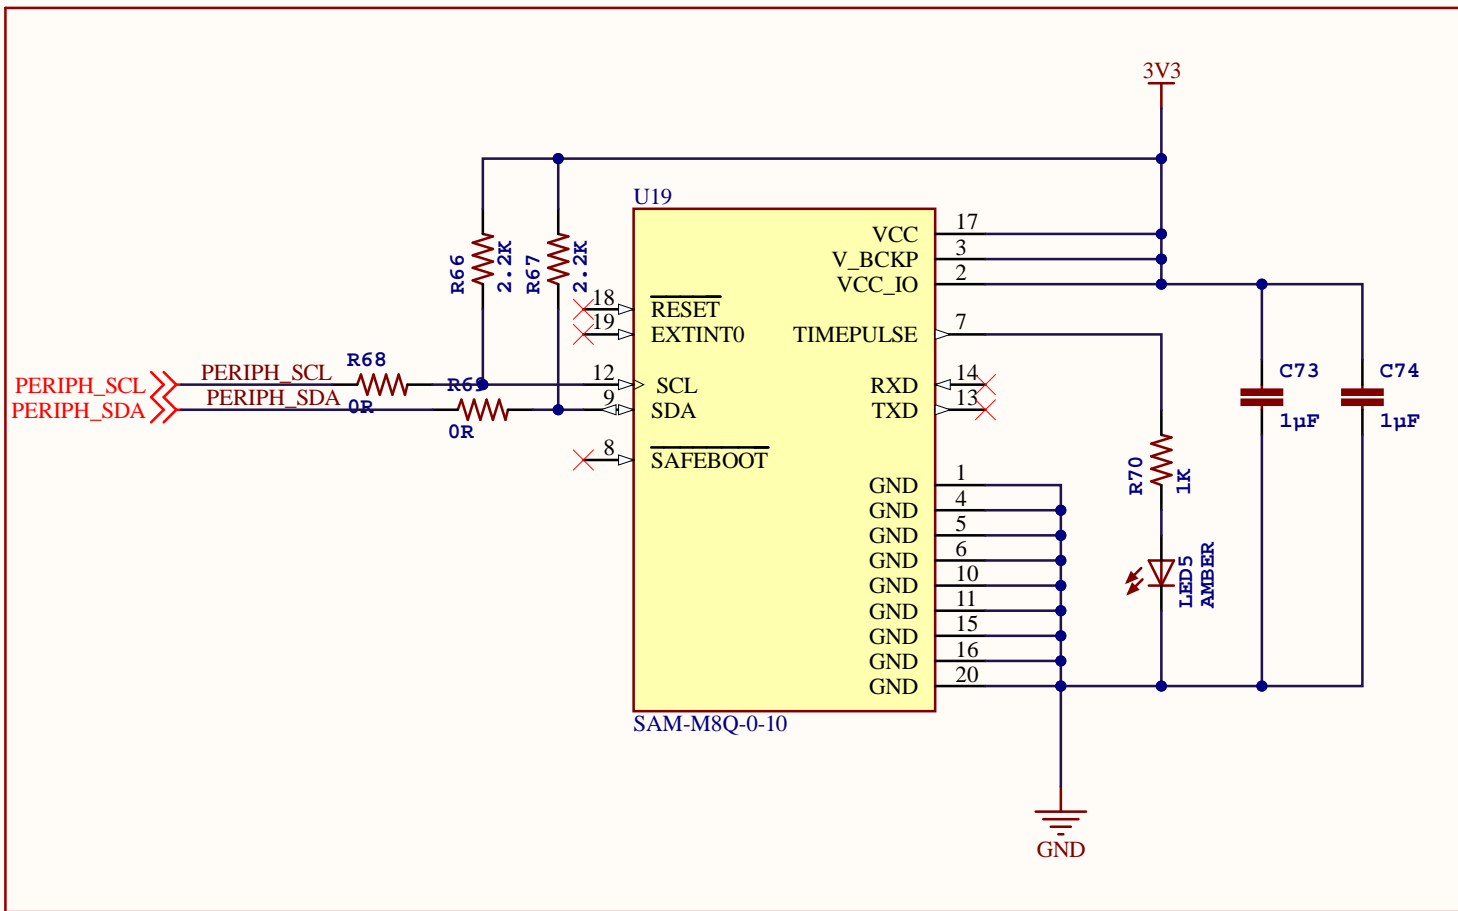 3V3
U19
VCC 17
V_BCKP 3
VCC_IO 2
R66 2.2K
R67 2.2K
18 RESET
19 EXTINT0
TIMEPULSE 7
R68
0R
PERIPH_SCL
PERIPH_SCL
12 SCL
RXD 14
PERIPH_SDA
PERIPH_SDA
R69
0R
9 SDA
TXD 13
8 SAFEBOOT
C73
1µF
C74
1µF
R70 1K
LED5
AMBER
GND 1
GND 4
GND 5
GND 6
GND 10
GND 11
GND 15
GND 16
GND 20
SAM-M8Q-0-10
GND